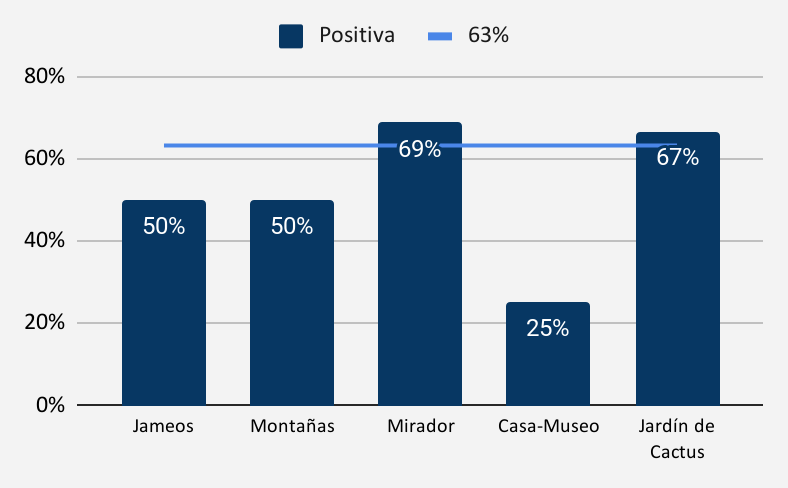 Positiva 63%
80%
60%
40%
20%
0%
50%
50%
69%
25%
67%
Jameos
Montañas
Mirador
Casa-Museo
Jardín de
Cactus